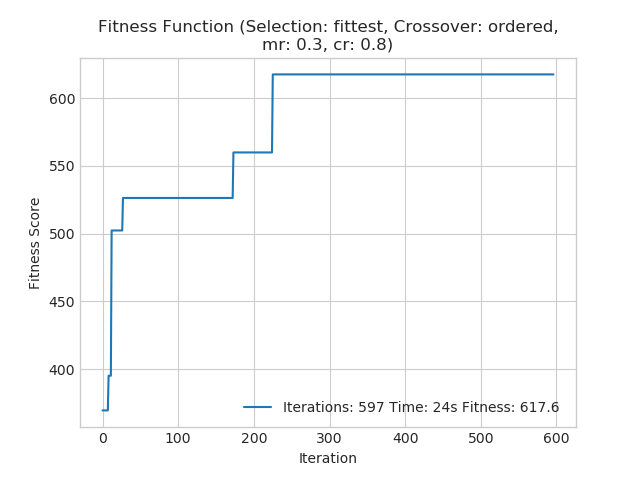 Fitness Function (Selection: fittest, Crossover: ordered,
mr: 0.3, cr: 0.8)
Fitness Score
600
550
500
450
400
Iterations: 597 Time: 24s Fitness: 617.6
0 100 200 300 400 500 600
Iteration